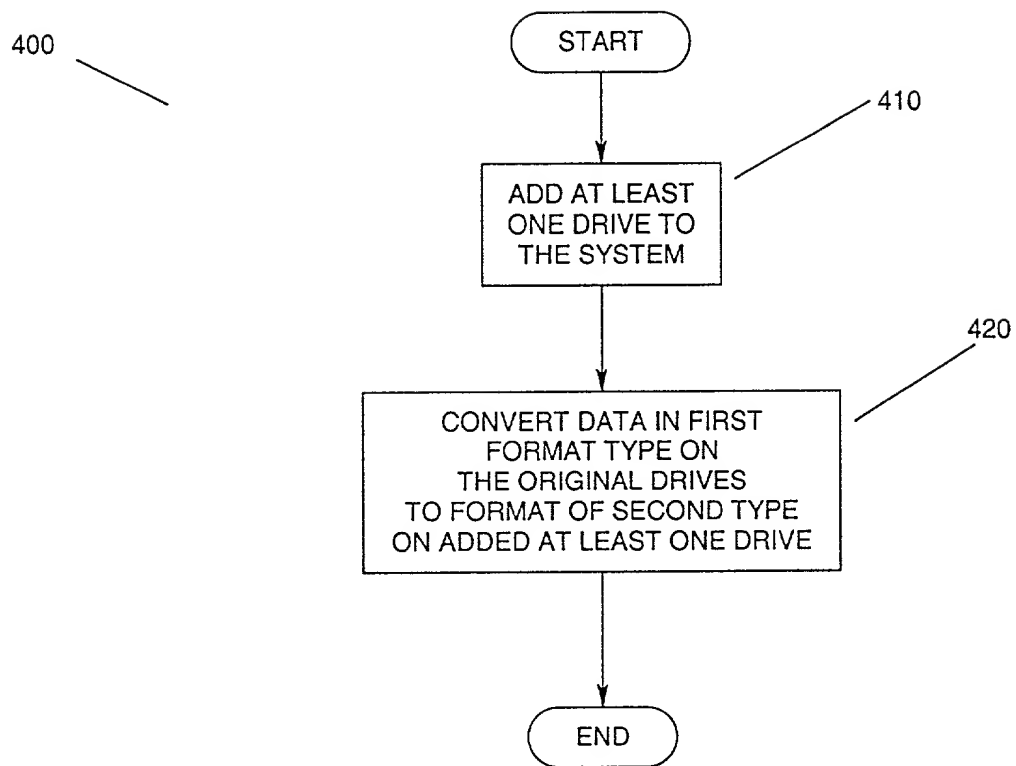 400
START
410
ADD AT LEAST
ONE DRIVE TO
THE SYSTEM
420
CONVERT DATA IN FIRST
FORMAT TYPE ON
THE ORIGINAL DRIVES
TO FORMAT OF SECOND TYPE
ON ADDED AT LEAST ONE DRIVE
END